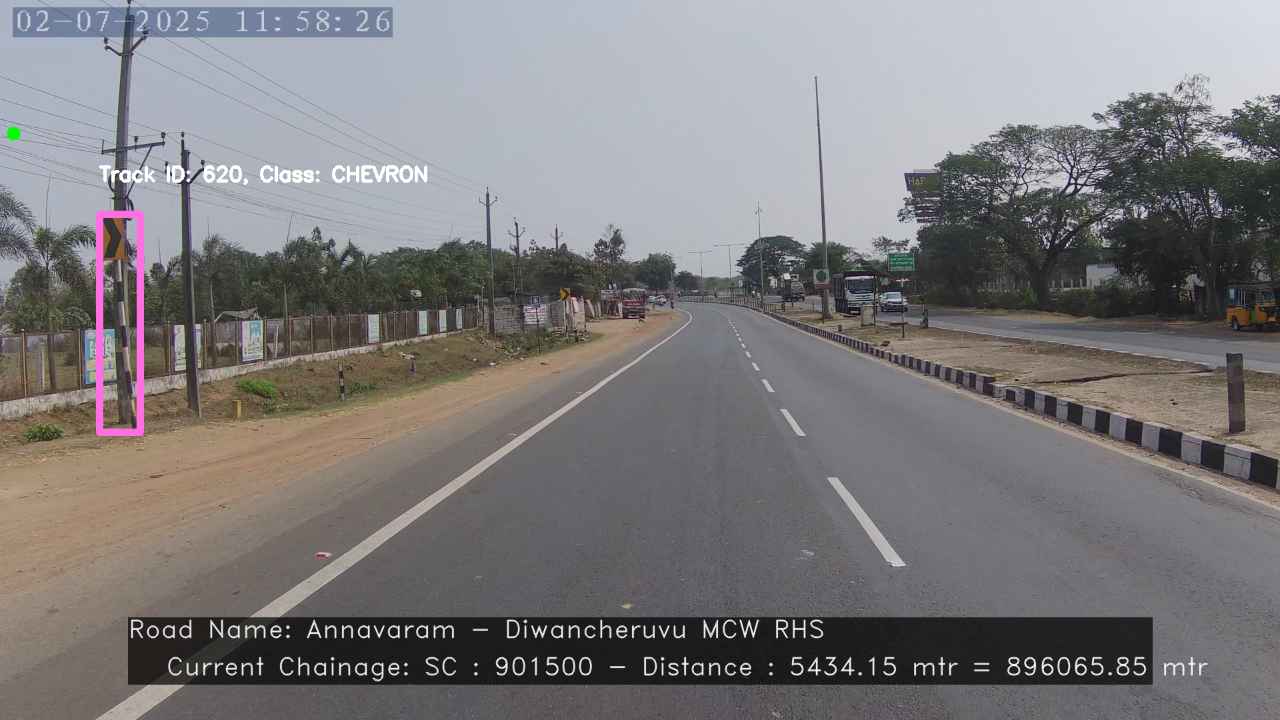 02-07-2025 11:58:26
Track ID: 620, Class: CHEVRON
Road Name: Annavaram - Diwancheruvu MCW RHS
Current Chainage: SC : 901500 - Distance : 5434.15 mtr = 896065.85 mtr